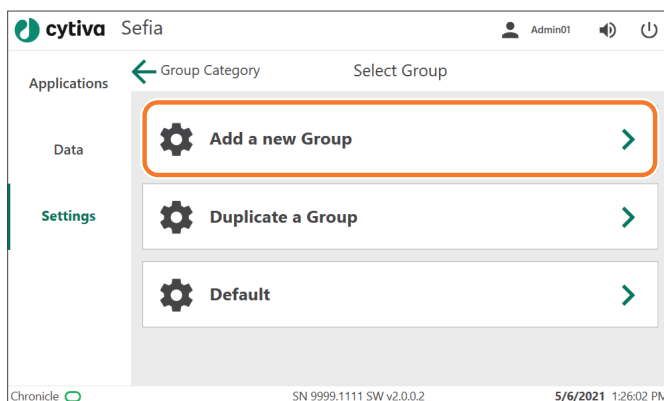 cytiva Sefia Admin01
Applications
Data
Settings
Group Category Select Group
Add a new Group
Duplicate a Group
Default
Chronicle SN 9999.1111 SW v2.0.0.2 5/6/2021 1:26:02 PM